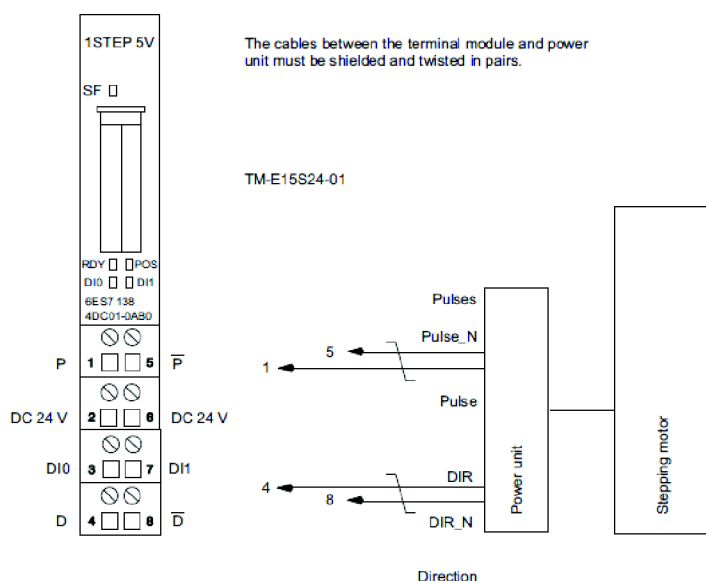 1STEP 5V
The cables between the terminal module and power
unit must be shielded and twisted in pairs.
SF
TM-E15S24-01
RDY POS
DI0 DI1
6ES7 138
4DC01-0AB0
P 1 5 P̅
DC 24 V 2 6 DC 24 V
DI0 3 7 DI1
D 4 8 D̅
Pulses
Pulse_N
5
1
Pulse
DIR
4
8
DIR_N
Direction
Power unit
Stepping motor